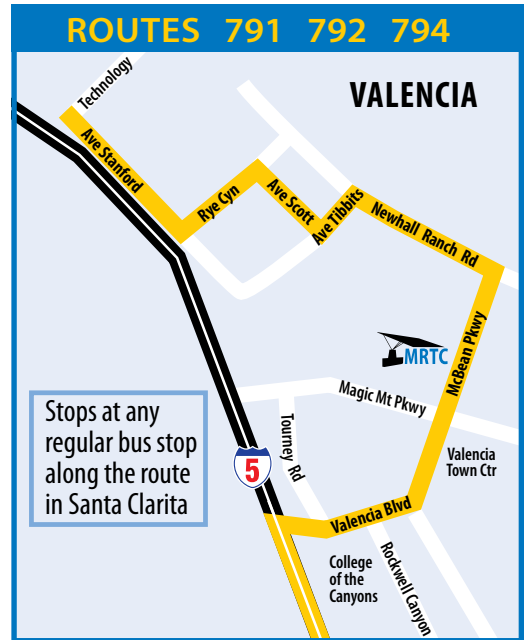 ROUTES 791 792 794
VALENCIA
Technology
Ave Stanford
Rye Cyn
Ave Scott
Ave Tibbits
Newhall Ranch Rd
McBean Pkwy
MRTC
Magic Mt Pkwy
Stops at any
regular bus stop
along the route
in Santa Clarita
Tourney Rd
Valencia
Town Ctr
5
Valencia Blvd
College
of the
Canyons
Rockwell Canyon